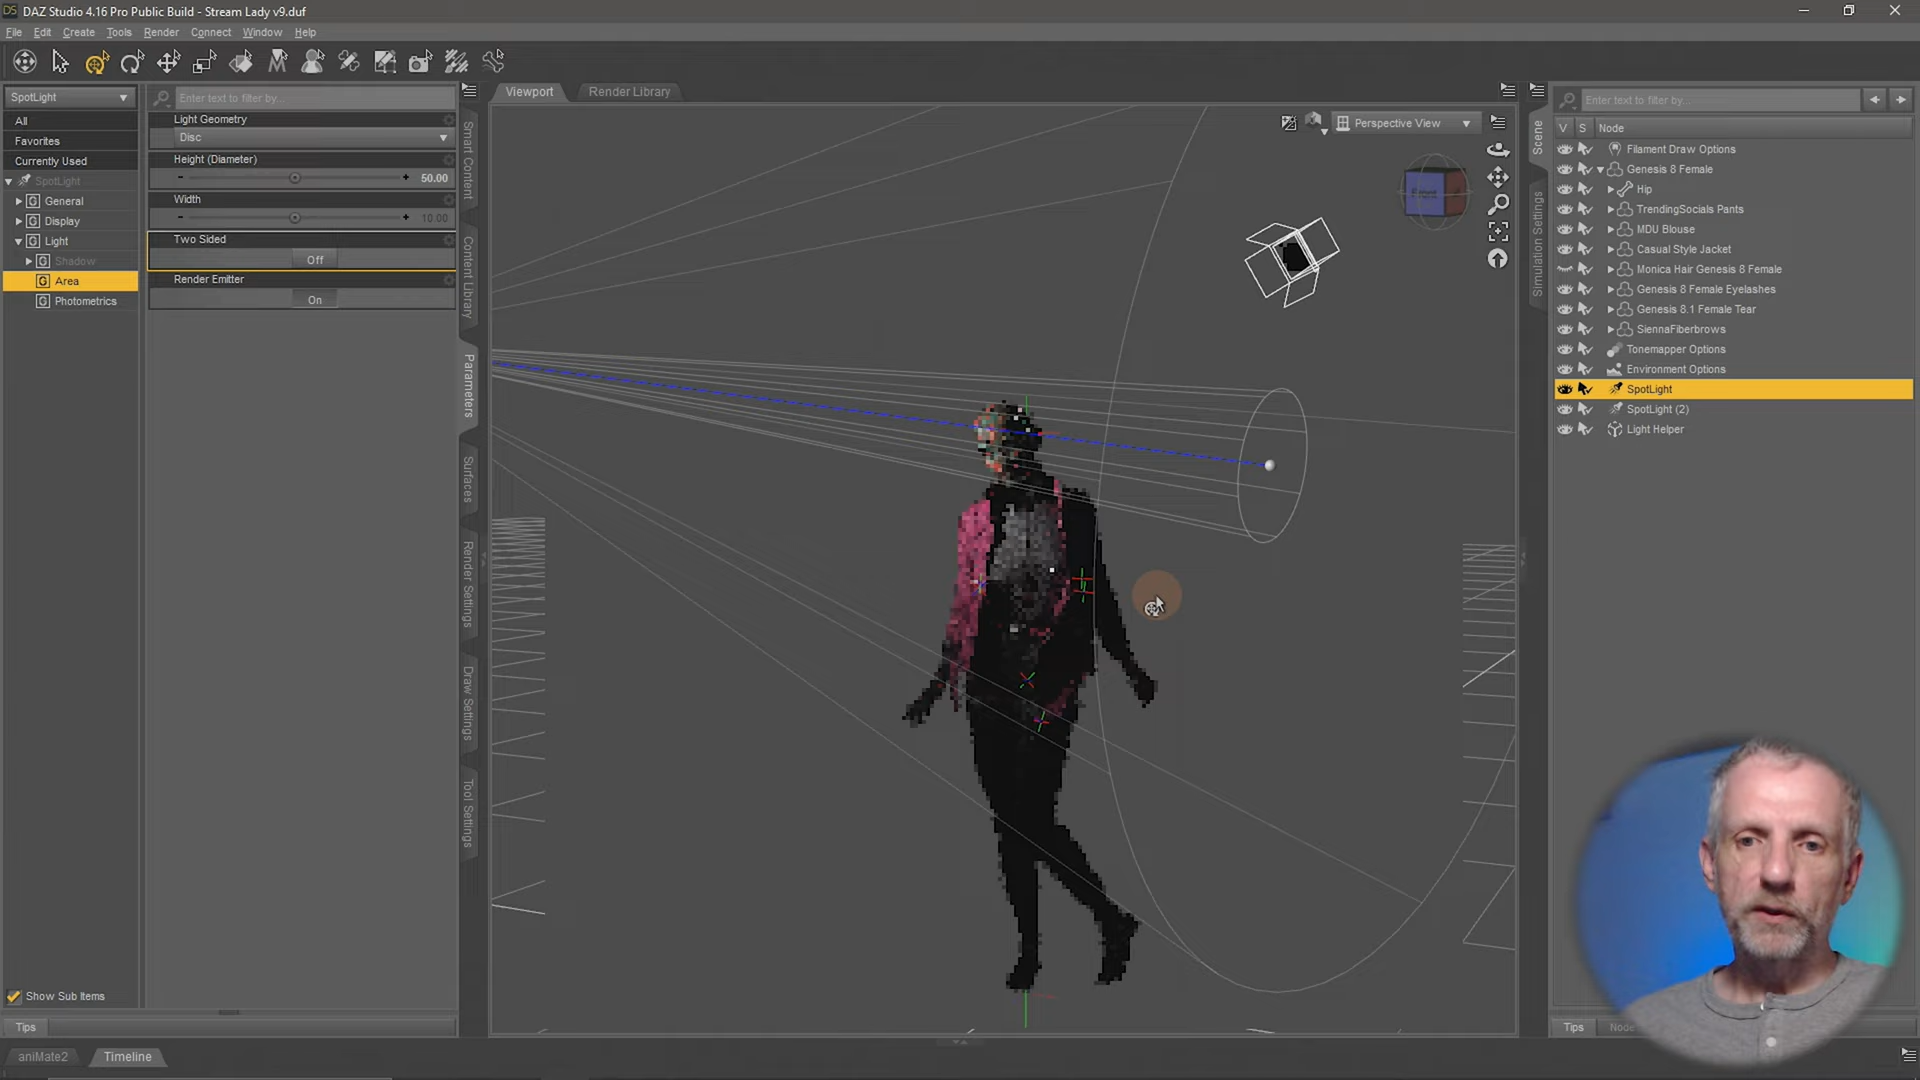 DAZ Studio 4.16 Pro Public Build - Stream Lady v9.duf
File Edit Create Tools Render Connect Window Help
SpotLight
All
Favorites
Currently Used
SpotLight
General
Display
Light
Shadow
Area
Photometrics
Show Sub Items
Tips
Enter text to filter by...
Light Geometry
Disc
Height (Diameter)
- + 50.00
Width
- + 10.00
Two Sided
Off
Render Emitter
On
Smart Content
Content Library
Parameters
Surfaces
Render Settings
Draw Settings
Tool Settings
Viewport Render Library
Perspective View
Scene
Simulation Settings
Enter text to filter by...
V S Node
Filament Draw Options
Genesis 8 Female
Hip
TrendingSocials Pants
MDU Blouse
Casual Style Jacket
Monica Hair Genesis 8 Female
Genesis 8 Female Eyelashes
Genesis 8.1 Female Tear
SiennaFiberbrows
Tonemapper Options
Environment Options
SpotLight
SpotLight (2)
Light Helper
Tips Node
aniMate2 Timeline